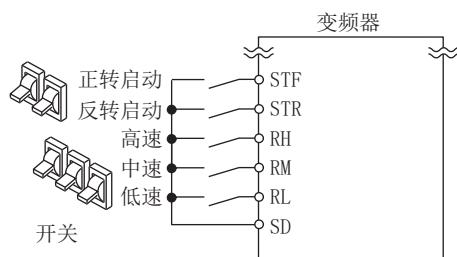 变频器
正转启动 STF
反转启动 STR
高速 RH
中速 RM
低速 RL
SD
开关